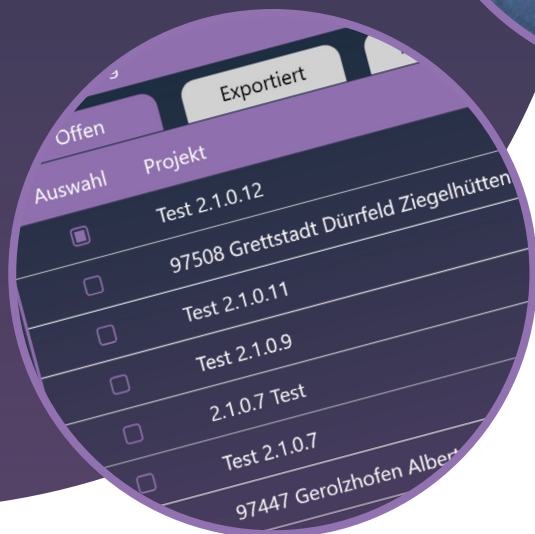 Offen
Exportiert
Auswahl Projekt
Test 2.1.0.12
97508 Grettstadt Dürrfeld Ziegelhütten
Test 2.1.0.11
Test 2.1.0.9
2.1.0.7 Test
Test 2.1.0.7
97447 Gerolzhofen Albert